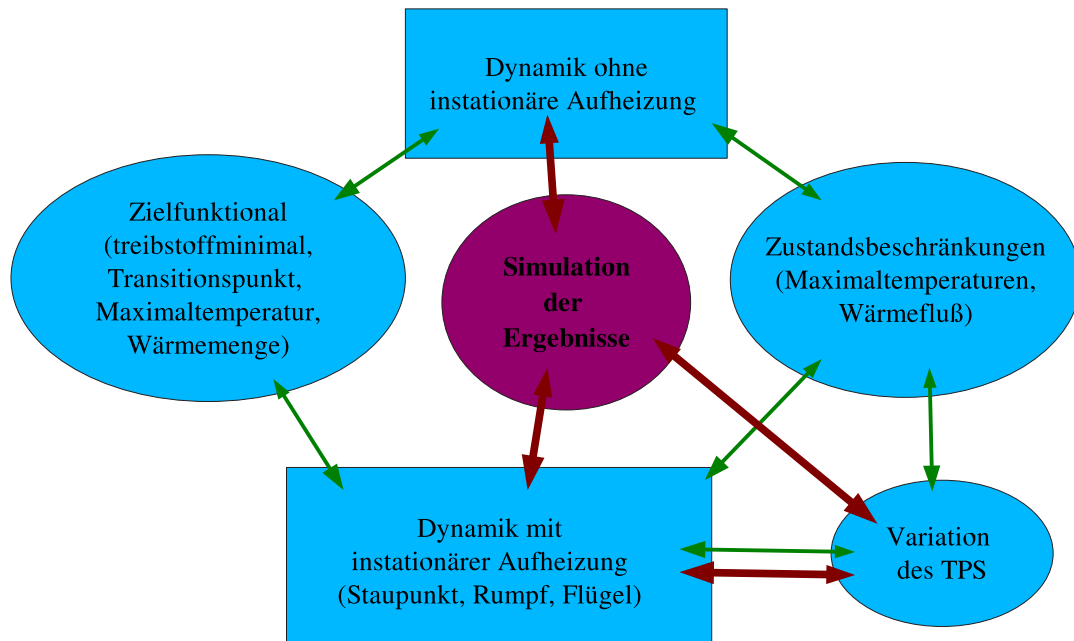 Dynamik ohne
instationäre Aufheizung
Zielfunktional
(treibstoffminimal,
Transitionspunkt,
Maximaltemperatur,
Wärmemenge)
Simulation
der
Ergebnisse
Zustandsbeschränkungen
(Maximaltemperaturen,
Wärmefluß)
Dynamik mit
instationärer Aufheizung
(Staupunkt, Rumpf, Flügel)
Variation
des TPS